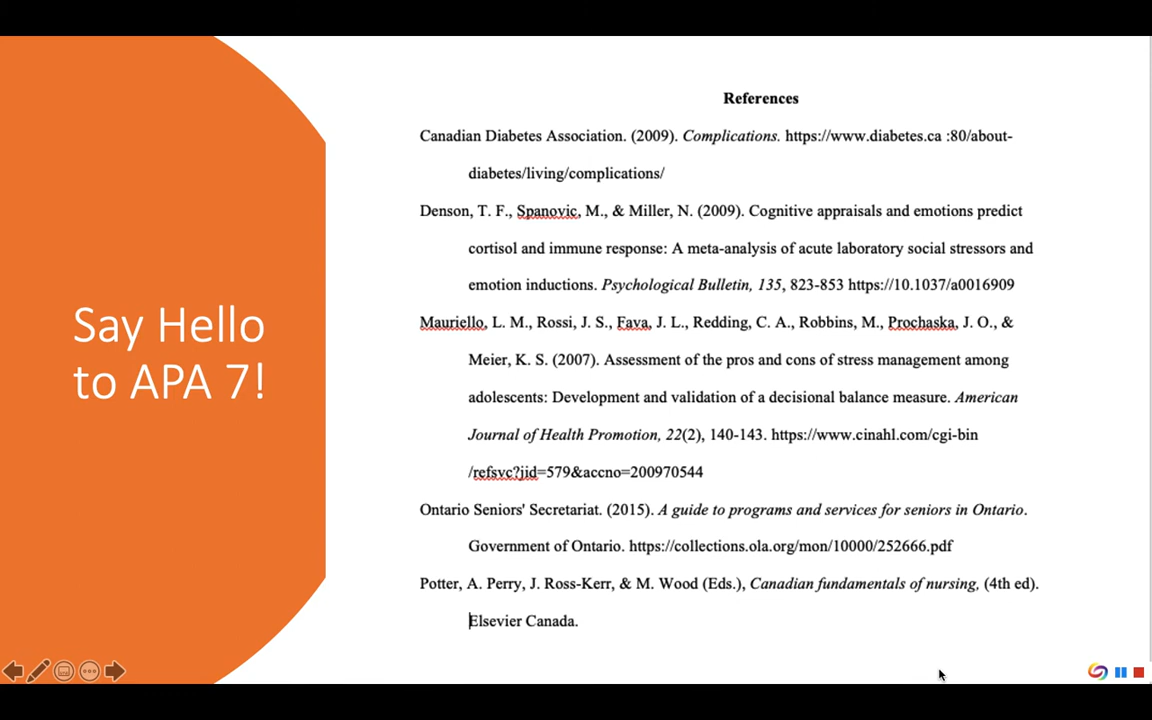 Say Hello
to APA 7!
References
Canadian Diabetes Association. (2009). Complications. https://www.diabetes.ca :80/about-
diabetes/living/complications/
Denson, T. F., Spanovic, M., & Miller, N. (2009). Cognitive appraisals and emotions predict
cortisol and immune response: A meta-analysis of acute laboratory social stressors and
emotion inductions. Psychological Bulletin, 135, 823-853 https://10.1037/a0016909
Mauriello, L. M., Rossi, J. S., Fava, J. L., Redding, C. A., Robbins, M., Prochaska, J. O., &
Meier, K. S. (2007). Assessment of the pros and cons of stress management among
adolescents: Development and validation of a decisional balance measure. American
Journal of Health Promotion, 22(2), 140-143. https://www.cinahl.com/cgi-bin
/refsvc?jid=579&accno=200970544
Ontario Seniors' Secretariat. (2015). A guide to programs and services for seniors in Ontario.
Government of Ontario. https://collections.ola.org/mon/10000/252666.pdf
Potter, A. Perry, J. Ross-Kerr, & M. Wood (Eds.), Canadian fundamentals of nursing, (4th ed).
Elsevier Canada.